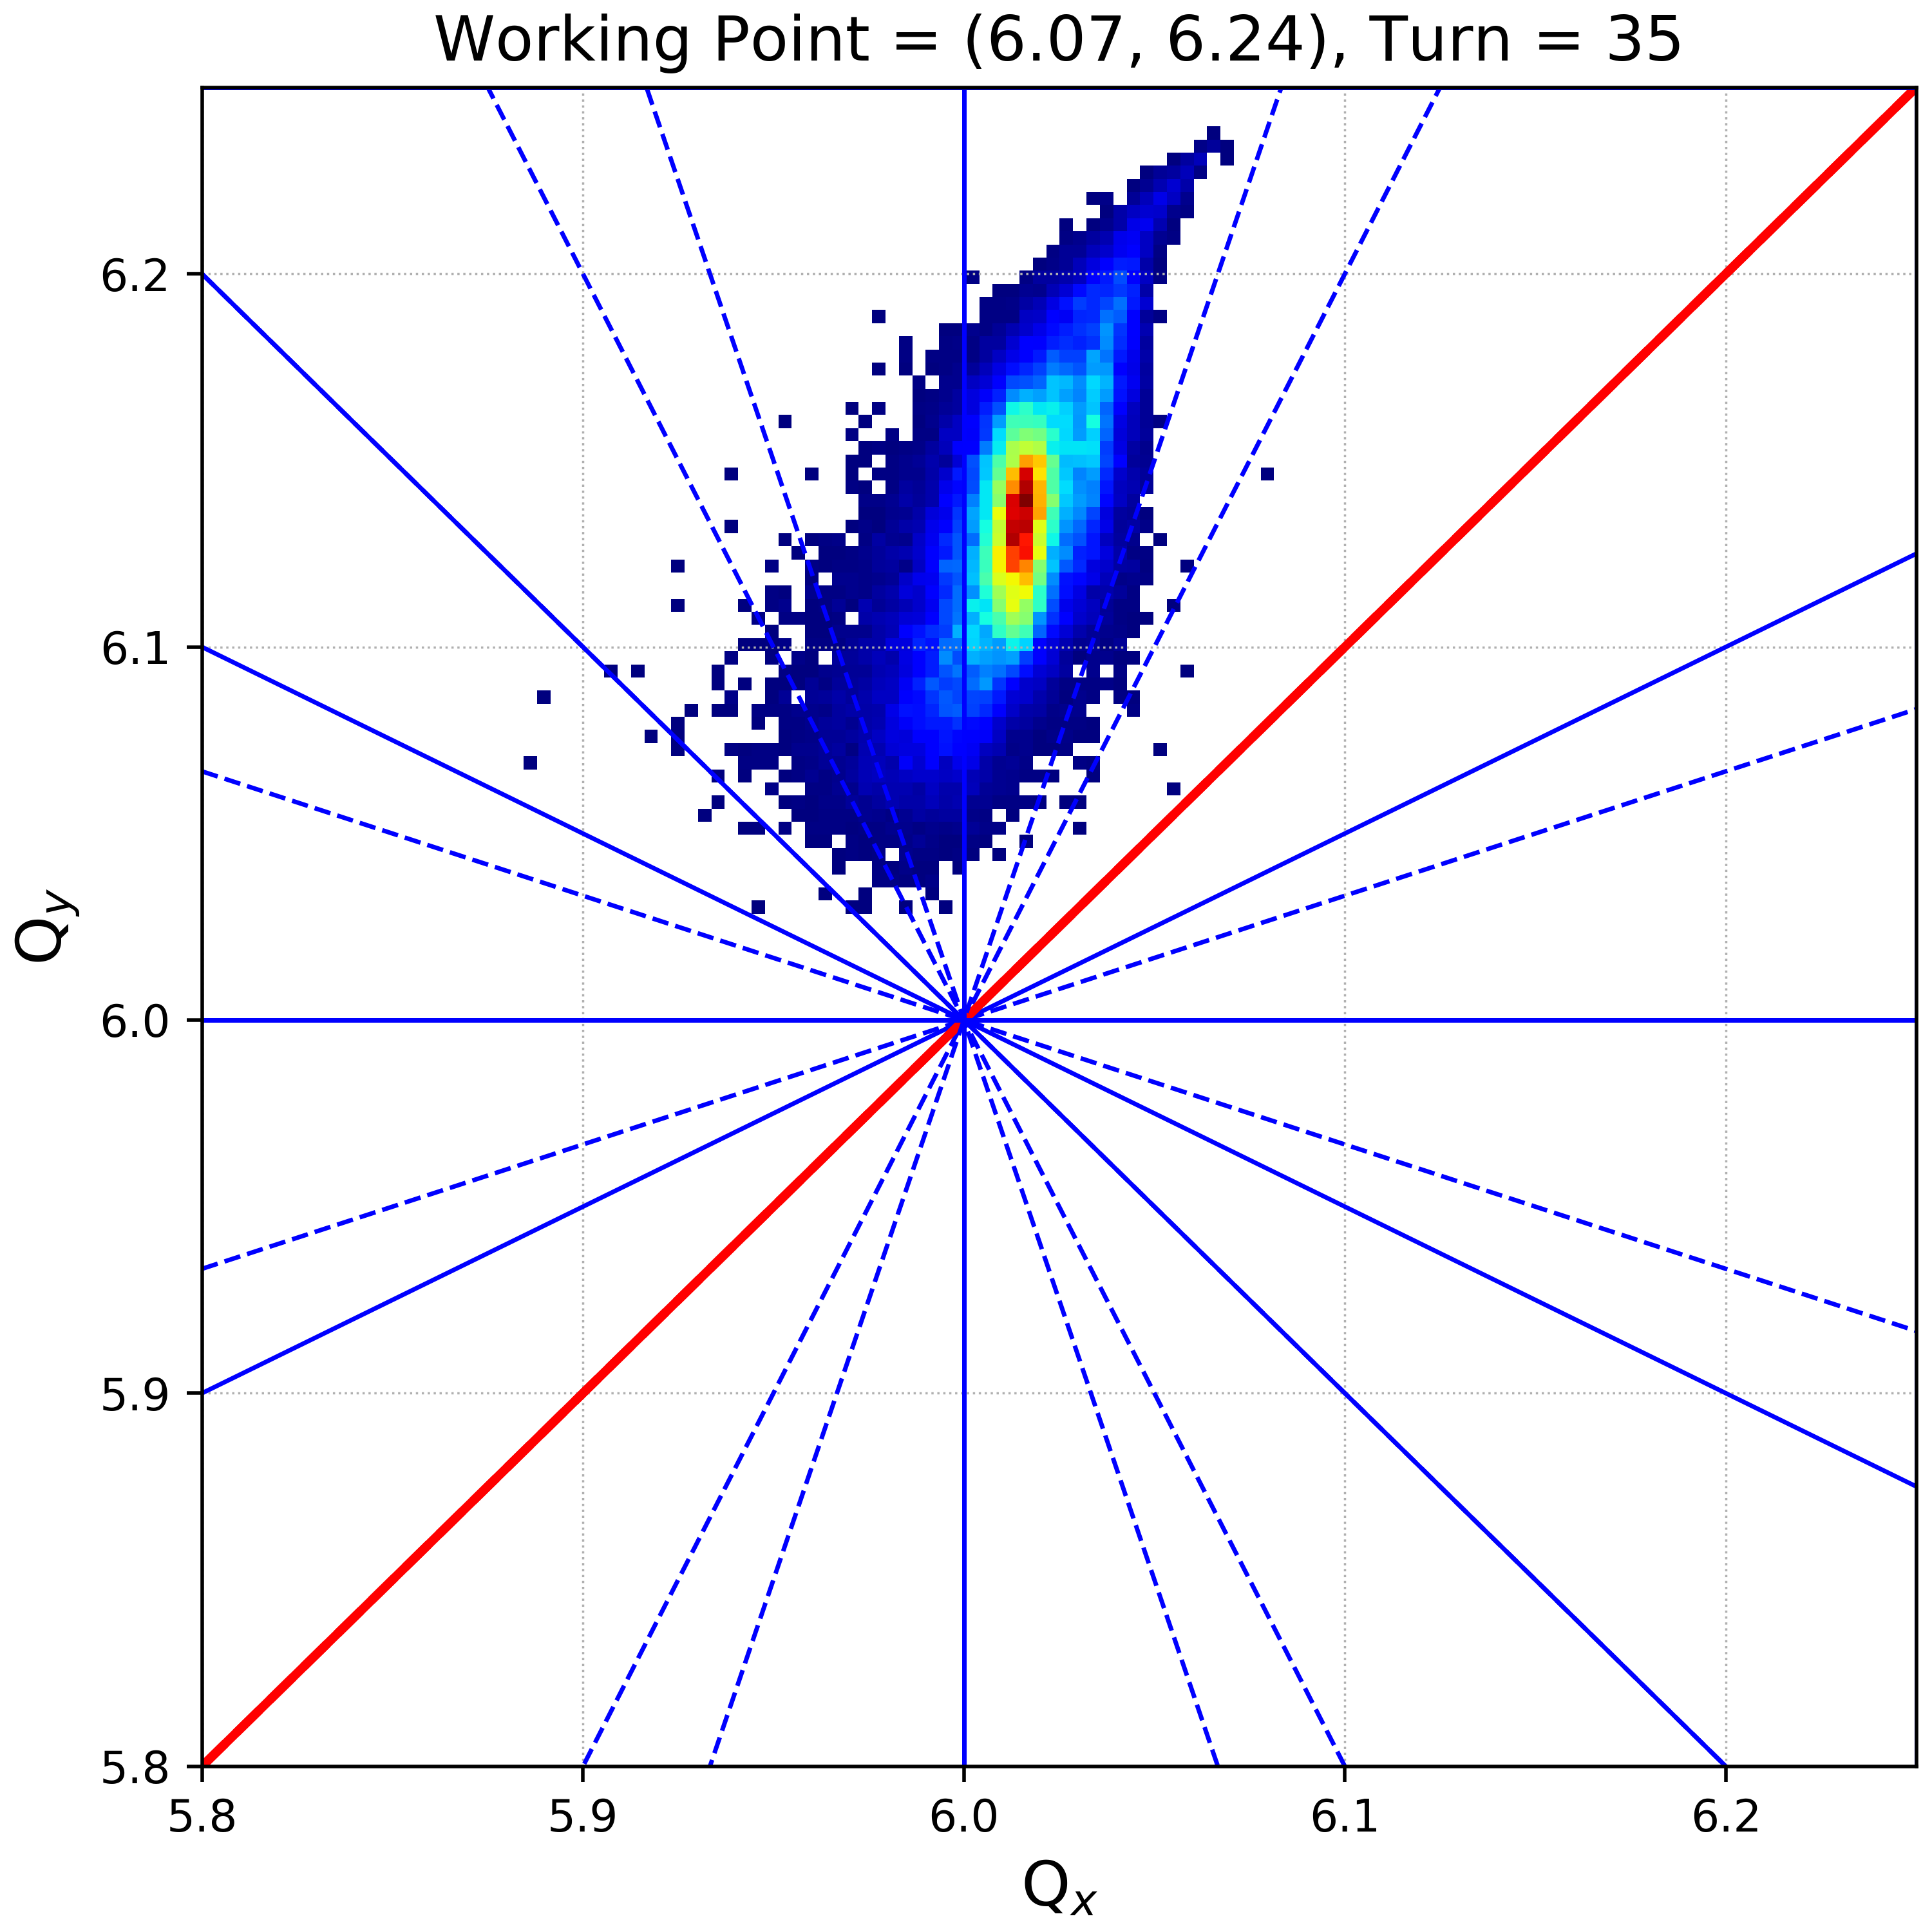 Working Point = (6.07, 6.24), Turn = 35
6.2
6.1
6.0
5.9
5.8
Qy
5.8 5.9 6.0 6.1 6.2
Qx